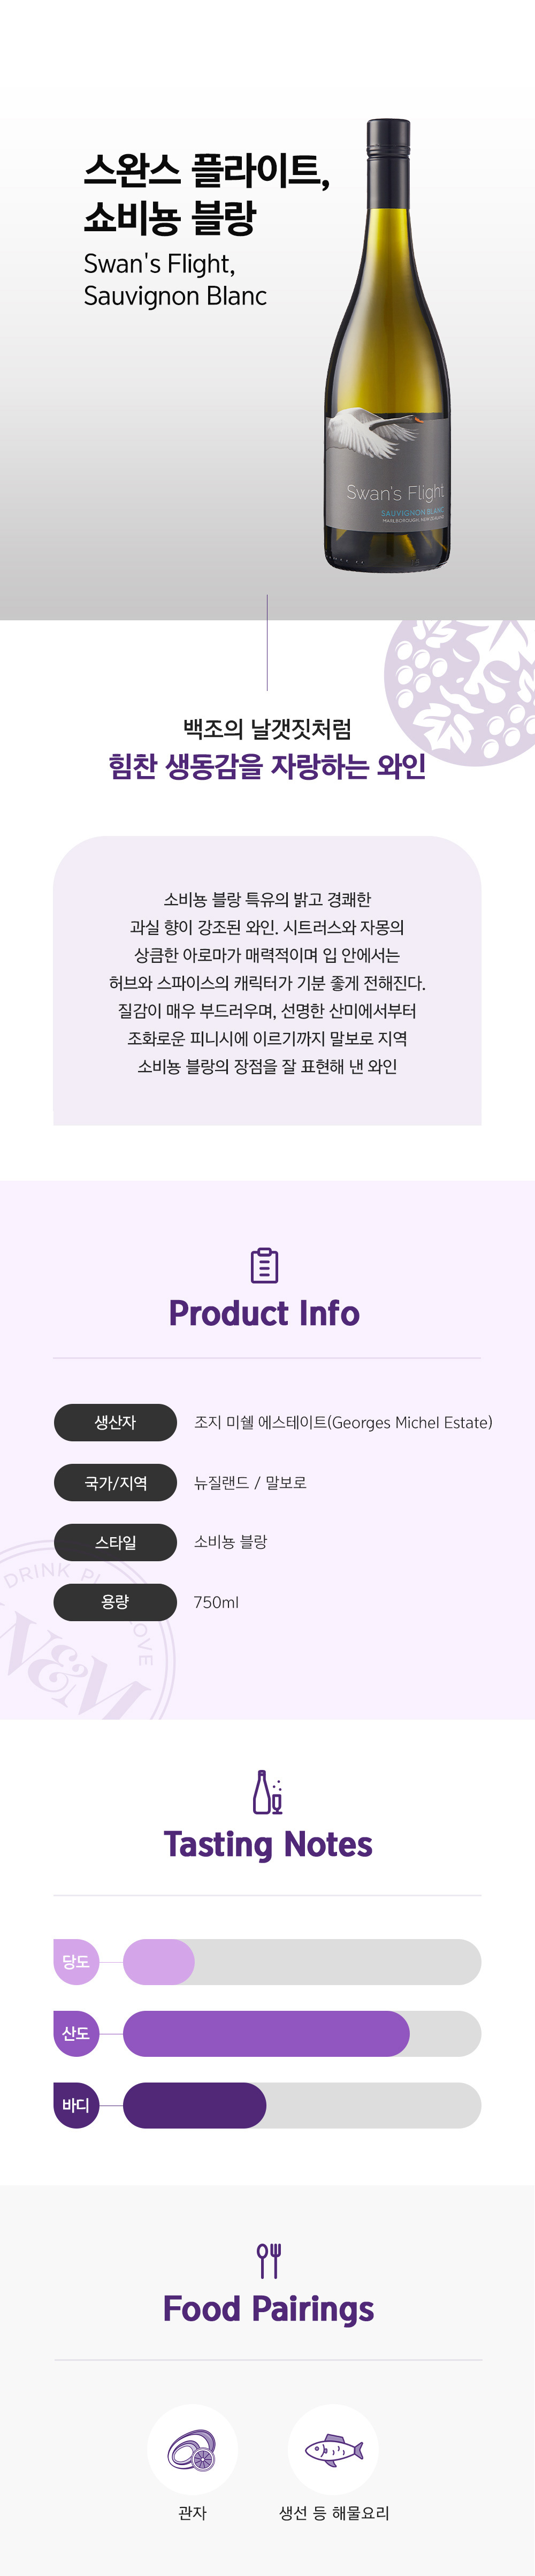 스완스 플라이트,
쇼비뇽 블랑
Swan's Flight,
Sauvignon Blanc
Swan's Flight
SAUVIGNON BLANC
MARLBOROUGH, NEW ZEALAND
백조의 날갯짓처럼
힘찬 생동감을 자랑하는 와인
소비뇽 블랑 특유의 밝고 경쾌한
과실 향이 강조된 와인. 시트러스와 자몽의
상큼한 아로마가 매력적이며 입 안에서는
허브와 스파이스의 캐릭터가 기분 좋게 전해진다.
질감이 매우 부드러우며, 선명한 산미에서부터
조화로운 피니시에 이르기까지 말보로 지역
소비뇽 블랑의 장점을 잘 표현해 낸 와인
Product Info
생산자 조지 미쉘 에스테이트(Georges Michel Estate)
국가/지역 뉴질랜드 / 말보로
스타일 소비뇽 블랑
용량 750ml
DRINK
W&M
Tasting Notes
당도
산도
바디
Food Pairings
관자
생선 등 해물요리